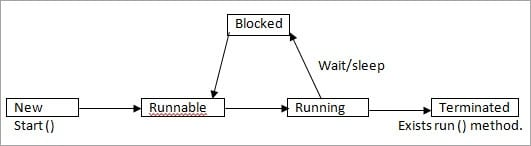 Blocked
Wait/sleep
New
Runnable
Running
Terminated
Start ()
Exists run () method.